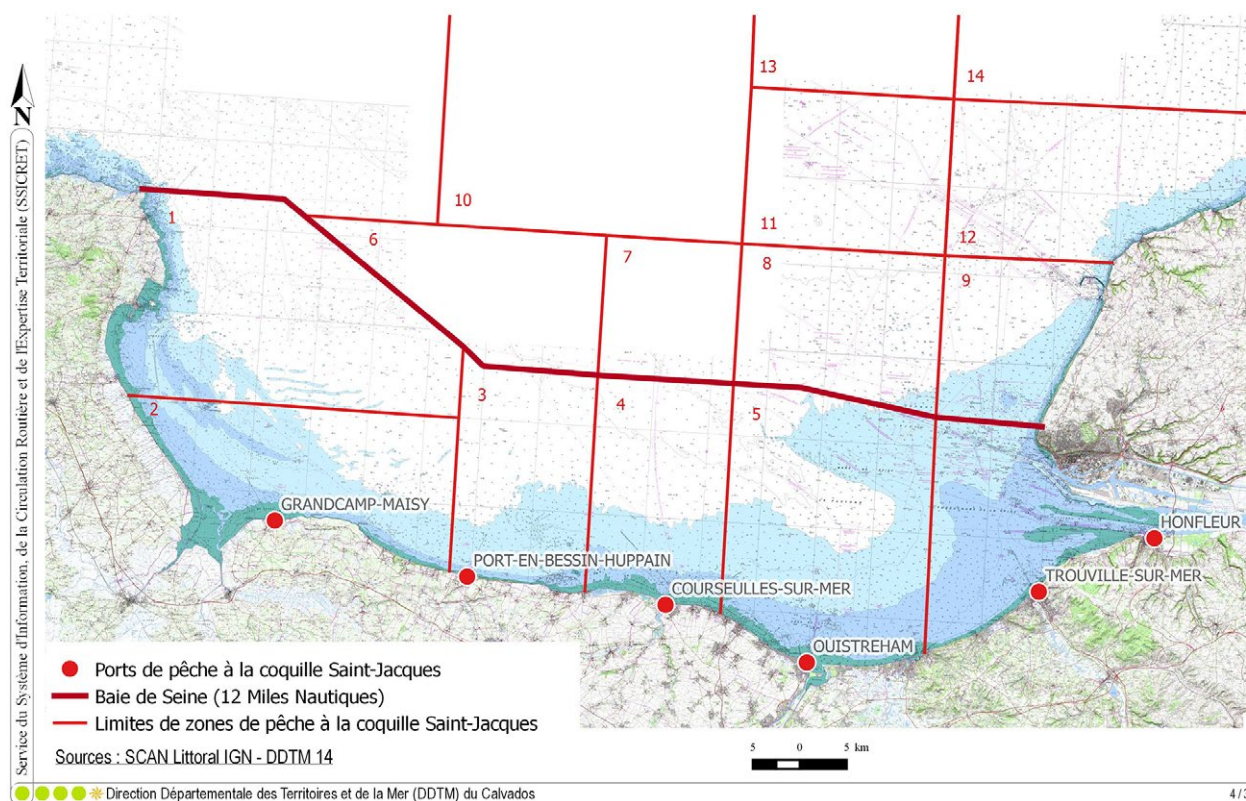 13
14
10
11
12
1
6
7
8
9
2
3
4
5
GRANDCAMP-MAISY
PORT-EN-BESSIN-HUPPAIN
COURSEULLES-SUR-MER
OUISTREHAM
TROUVILLE-SUR-MER
HONFLEUR
N
Service du Système d'Information, de la Circulation Routière et de l'Expertise Territoriale (SSICRET)
Ports de pêche à la coquille Saint-Jacques
Baie de Seine (12 Miles Nautiques)
Limites de zones de pêche à la coquille Saint-Jacques
Sources : SCAN Littoral IGN - DDTM 14
5 0 5 km
Direction Départementale des Territoires et de la Mer (DDTM) du Calvados
4/3